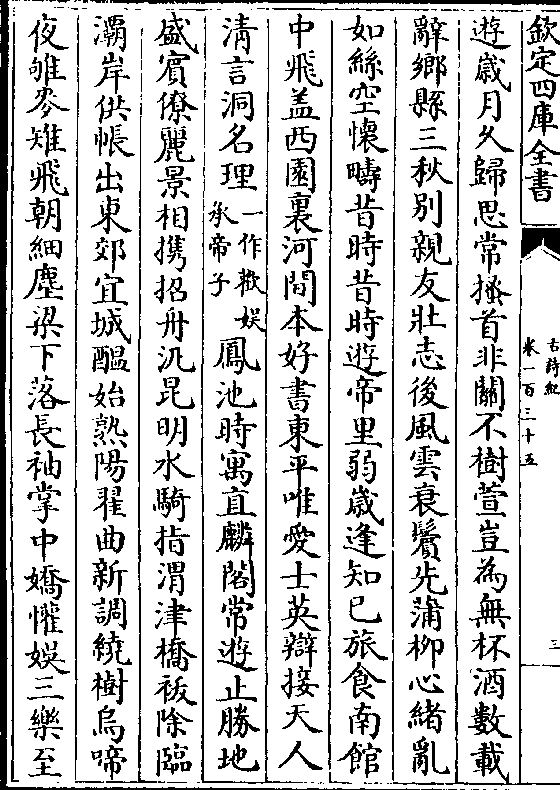 欽定四庫全書
古詩紀
卷一百三十五
三
遊歲月久歸思常搔首非關不樹萱豈為無杯酒數載
辭鄉縣三秋別親友壯志後風雲衰鬢先蒲柳心緒亂
如絲空懷疇昔時昔時遊帝里弱歲逢知已旅食南館
中飛盖西園裏河間本好書東平唯愛士英辯接天人
清言洞名理一作歡娱承帝子鳳池時寓直麟閣常遊止勝地
盛賓僚麗景相携招舟汎昆明水騎指渭津橋祓除臨
灞岸供帳出東郊宜城醖始熟陽翟曲新調繞樹烏啼
夜雊麥雉飛朝細塵梁下落長袖掌中嬌懽娱三樂至